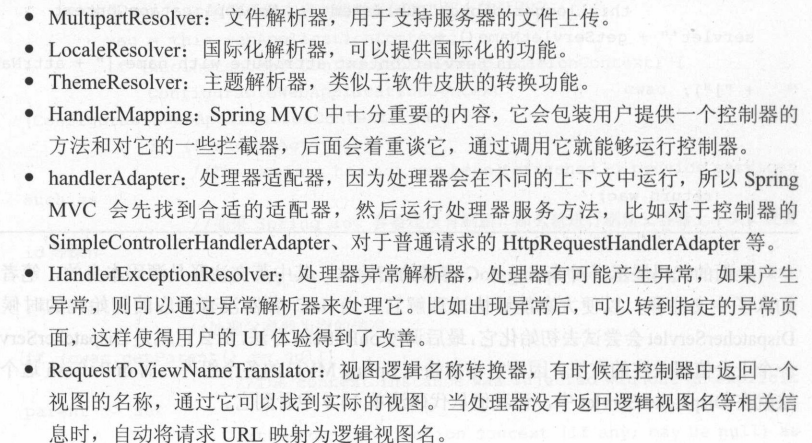 ● MultipartResolver：文件解析器，用于支持服务器的文件上传。
● LocaleResolver：国际化解析器，可以提供国际化的功能。
● ThemeResolver：主题解析器，类似于软件皮肤的转换功能。
● HandlerMapping：Spring MVC 中十分重要的内容，它会包装用户提供一个控制器的
方法和对它的一些拦截器，后面会着重谈它，通过调用它就能够运行控制器。
● handlerAdapter：处理器适配器，因为处理器会在不同的上下文中运行，所以 Spring
MVC 会先找到合适的适配器，然后运行处理器服务方法，比如对于控制器的
SimpleControllerHandlerAdapter、对于普通请求的 HttpRequestHandlerAdapter 等。
● HandlerExceptionResolver：处理器异常解析器，处理器有可能产生异常，如果产生
异常，则可以通过异常解析器来处理它。比如出现异常后，可以转到指定的异常页
面，这样使得用户的 UI 体验得到了改善。
● RequestToViewNameTranslator：视图逻辑名称转换器，有时候在控制器中返回一个
视图的名称，通过它可以找到实际的视图。当处理器没有返回逻辑视图名等相关信
息时，自动将请求 URL 映射为逻辑视图名。